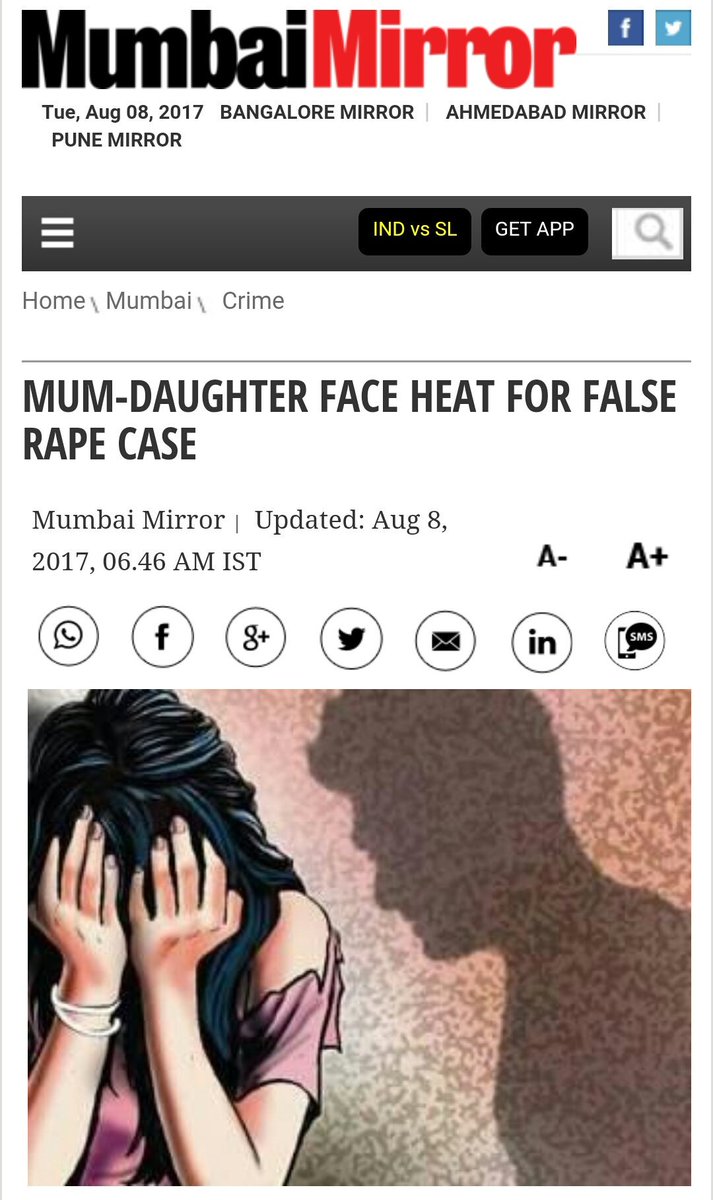 MumbaiMirror
Tue, Aug 08, 2017 BANGALORE MIRROR | AHMEDABAD MIRROR |
PUNE MIRROR
IND vs SL GET APP
Home \ Mumbai \ Crime
MUM-DAUGHTER FACE HEAT FOR FALSE
RAPE CASE
Mumbai Mirror | Updated: Aug 8,
2017, 06.46 AM IST
A- A+
f g+ in SMS